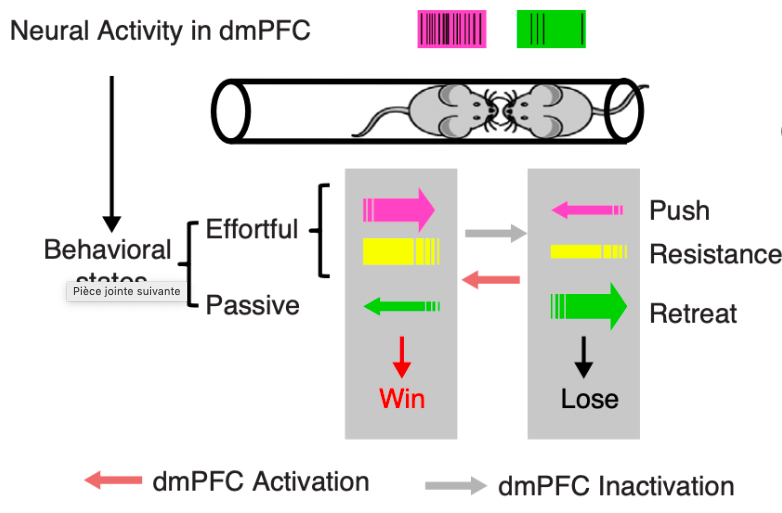 Neural Activity in dmPFC
Behavioral
states
Pièce jointe suivante
Effortful
Passive
Push
Resistance
Retreat
Win
Lose
dmPFC Activation
dmPFC Inactivation